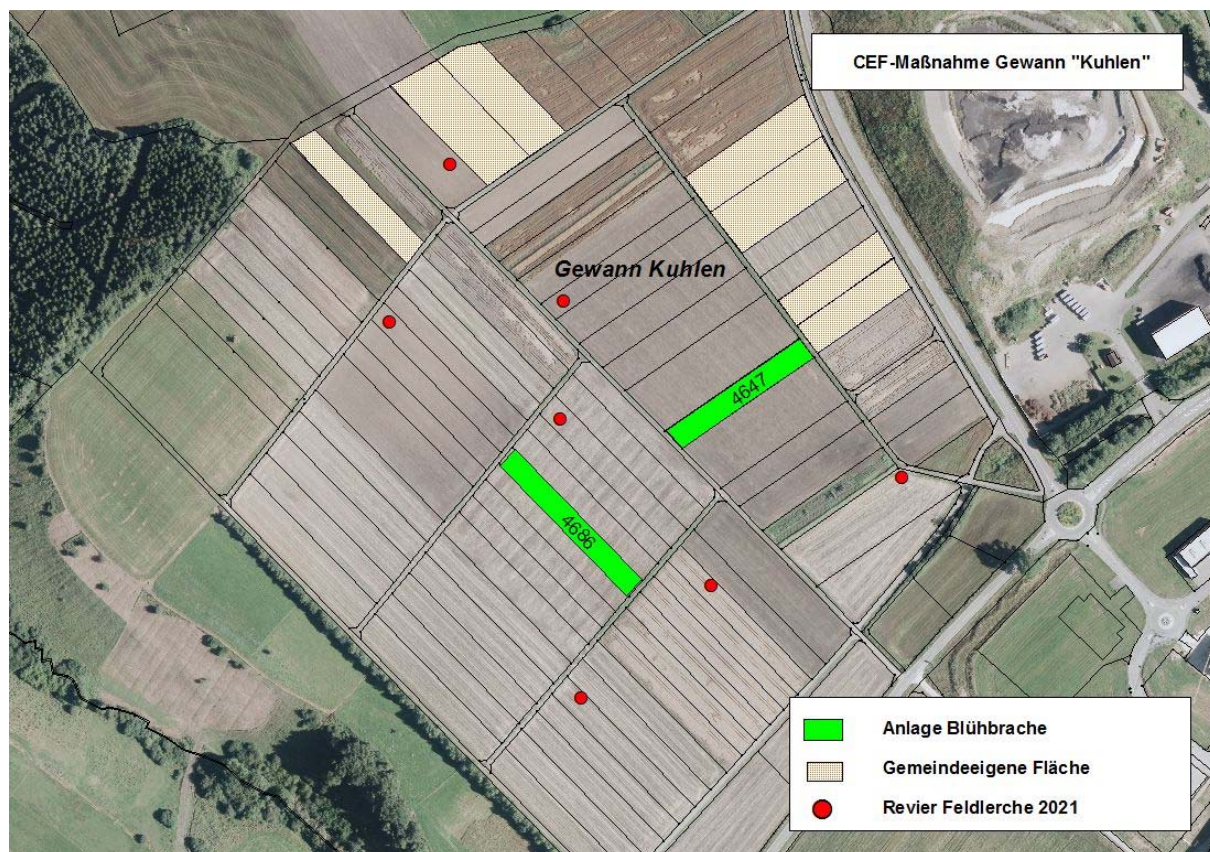 CEF-Maßnahme Gewann "Kuhlen"
Gewann Kuhlen
4647
4686
Anlage Blühbrache
Gemeindeeigene Fläche
Revier Feldlerche 2021